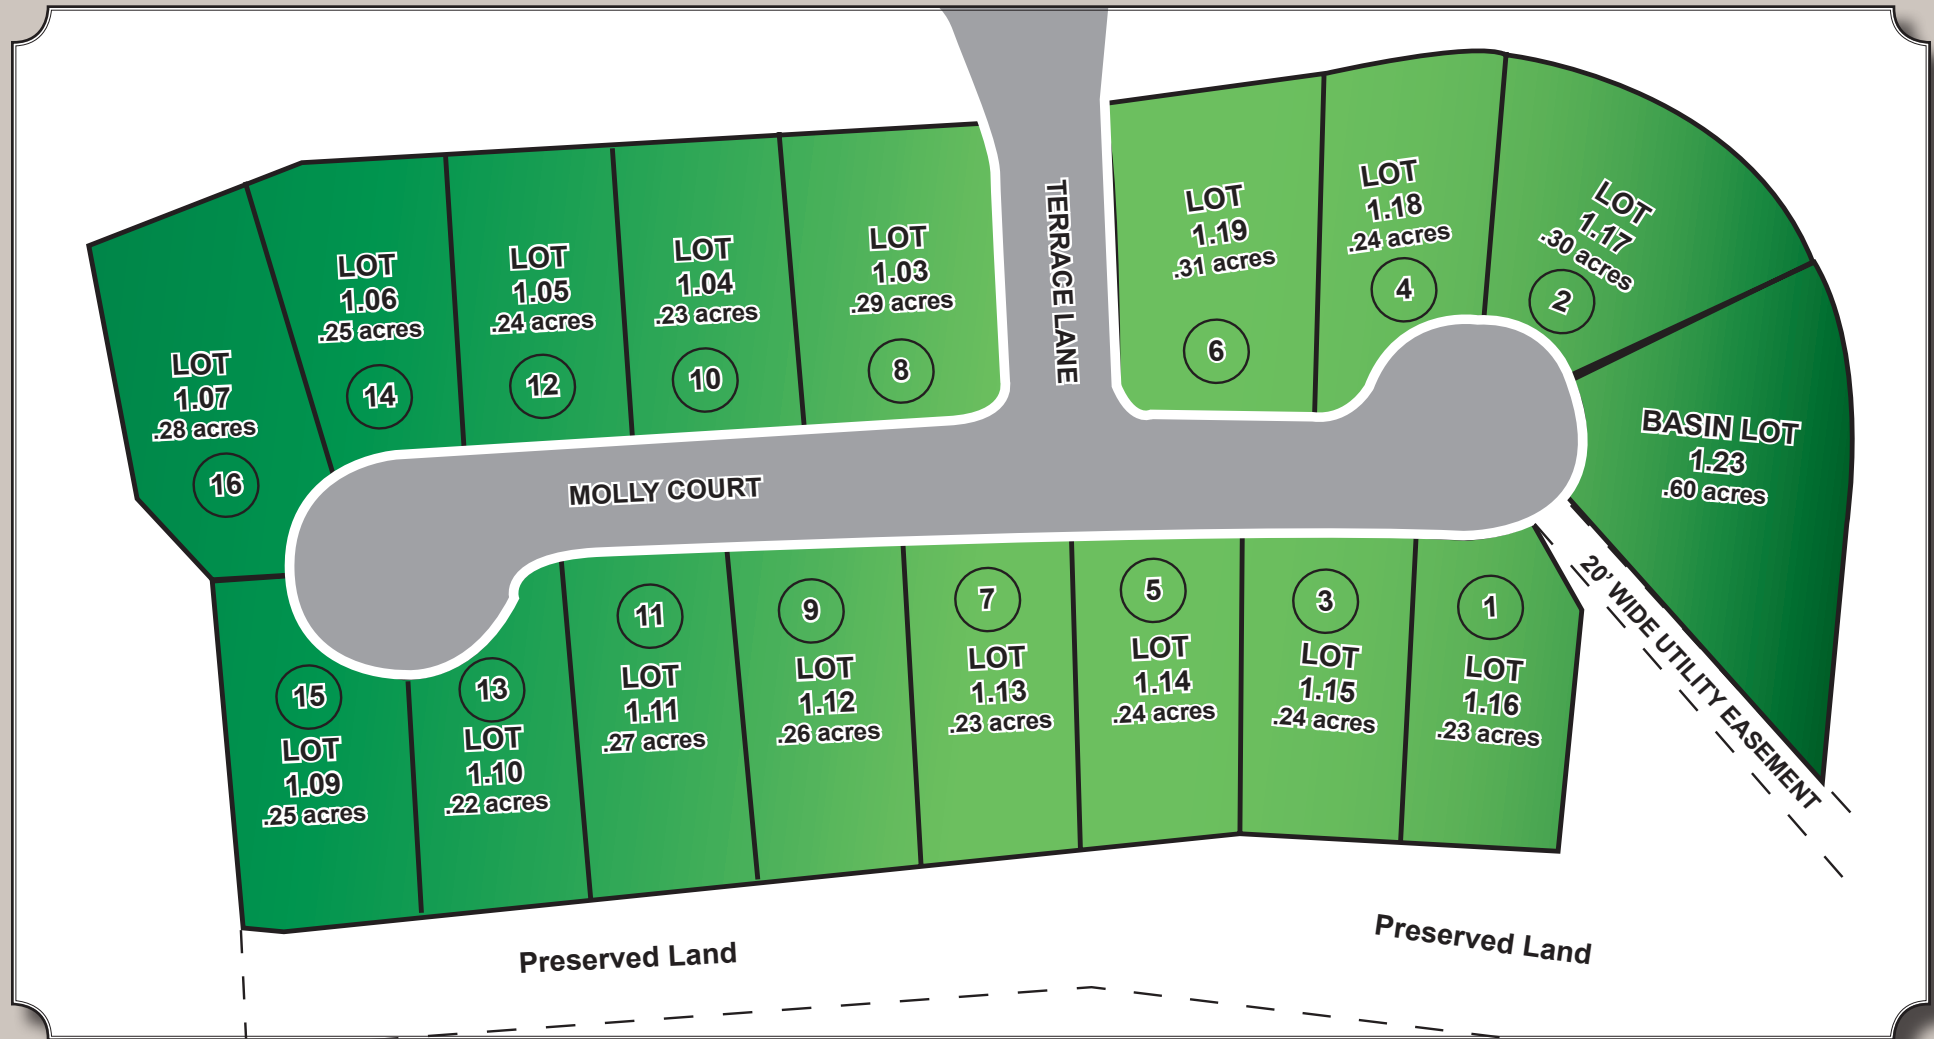 LOT
1.07
.28 acres
16
LOT
1.06
.25 acres
14
LOT
1.05
.24 acres
12
LOT
1.04
.23 acres
10
LOT
1.03
.29 acres
8
TERRACE LANE
LOT
1.19
.31 acres
6
LOT
1.18
.24 acres
4
LOT
1.17
.30 acres
2
BASIN LOT
1.23
.60 acres
MOLLY COURT
15
LOT
1.09
.25 acres
13
LOT
1.10
.22 acres
11
LOT
1.11
.27 acres
9
LOT
1.12
.26 acres
7
LOT
1.13
.23 acres
5
LOT
1.14
.24 acres
3
LOT
1.15
.24 acres
1
LOT
1.16
.23 acres
20’ WIDE UTILITY EASEMENT
Preserved Land
Preserved Land